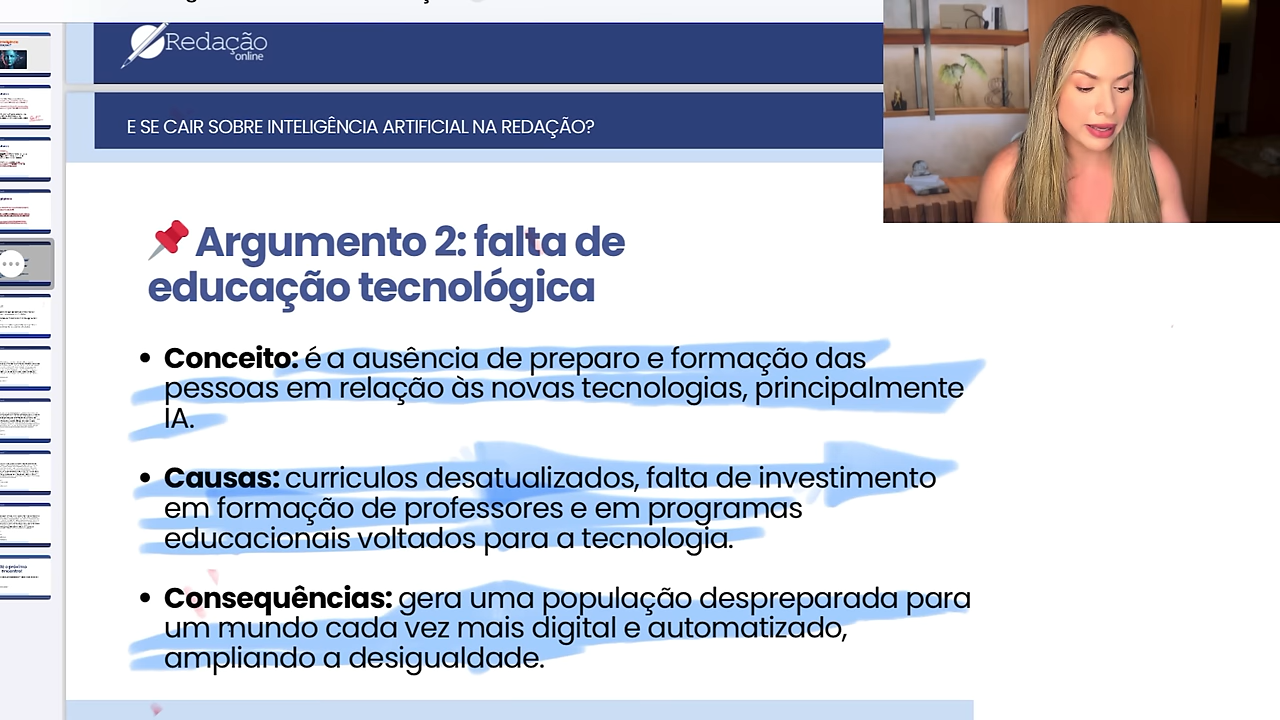 Redação
online
E SE CAIR SOBRE INTELIGÊNCIA ARTIFICIAL NA REDAÇÃO?
Argumento 2: falta de
educação tecnológica
• Conceito: é a ausência de preparo e formação das
pessoas em relação às novas tecnologias, principalmente
IA.
• Causas: curriculos desatualizados, falta de investimento
em formação de professores e em programas
educacionais voltados para a tecnologia.
• Consequências: gera uma população despreparada para
um mundo cada vez mais digital e automatizado,
ampliando a desigualdade.